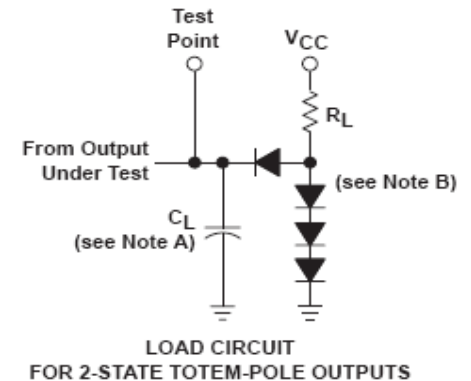 Test
Point
VCC
RL
From Output
Under Test
(see Note B)
CL
(see Note A)
LOAD CIRCUIT
FOR 2-STATE TOTEM-POLE OUTPUTS